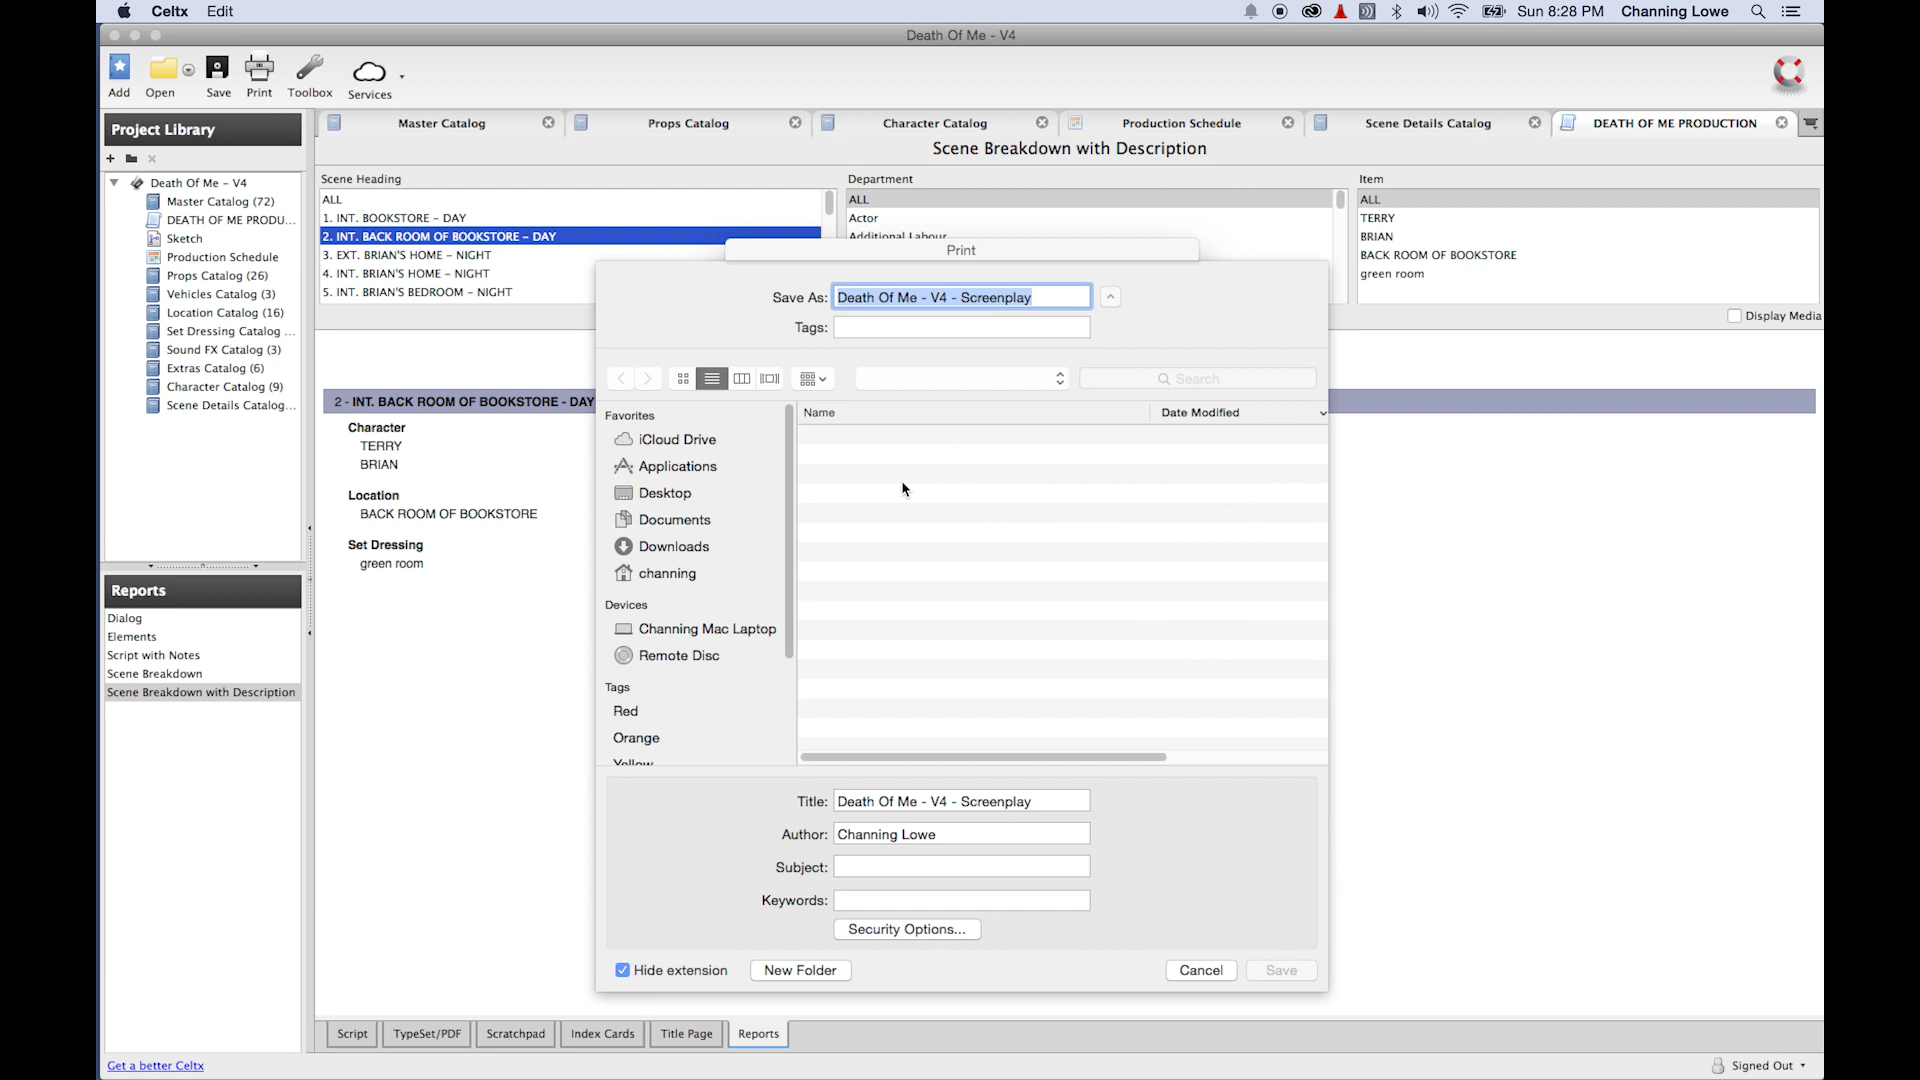 Celtx Edit Sun 8:28 PM Channing Lowe
Death Of Me - V4
Add Open Save Print Toolbox Services
Project Library
Master Catalog Props Catalog Character Catalog Production Schedule Scene Details Catalog DEATH OF ME PRODUCTION
Scene Breakdown with Description
Death Of Me - V4
Master Catalog (72)
DEATH OF ME PRODU...
Sketch
Production Schedule
Props Catalog (26)
Vehicles Catalog (3)
Location Catalog (16)
Set Dressing Catalog ...
Sound FX Catalog (3)
Extras Catalog (6)
Character Catalog (9)
Scene Details Catalog...
Scene Heading
ALL
1. INT. BOOKSTORE - DAY
2. INT. BACK ROOM OF BOOKSTORE - DAY
3. EXT. BRIAN'S HOME - NIGHT
4. INT. BRIAN'S HOME - NIGHT
5. INT. BRIAN'S BEDROOM - NIGHT
Department
ALL
Actor
Additional Labour
Item
ALL
TERRY
BRIAN
BACK ROOM OF BOOKSTORE
green room
Display Media
2 - INT. BACK ROOM OF BOOKSTORE - DAY
Character
TERRY
BRIAN
Location
BACK ROOM OF BOOKSTORE
Set Dressing
green room
Print
Save As: Death Of Me - V4 - Screenplay
Tags:
Search
Favorites
iCloud Drive
Applications
Desktop
Documents
Downloads
channing
Devices
Channing Mac Laptop
Remote Disc
Tags
Red
Orange
Yellow
Name Date Modified
Title: Death Of Me - V4 - Screenplay
Author: Channing Lowe
Subject:
Keywords:
Security Options...
Hide extension New Folder Cancel Save
Reports
Dialog
Elements
Script with Notes
Scene Breakdown
Scene Breakdown with Description
Script TypeSet/PDF Scratchpad Index Cards Title Page Reports
Get a better Celtx Signed Out